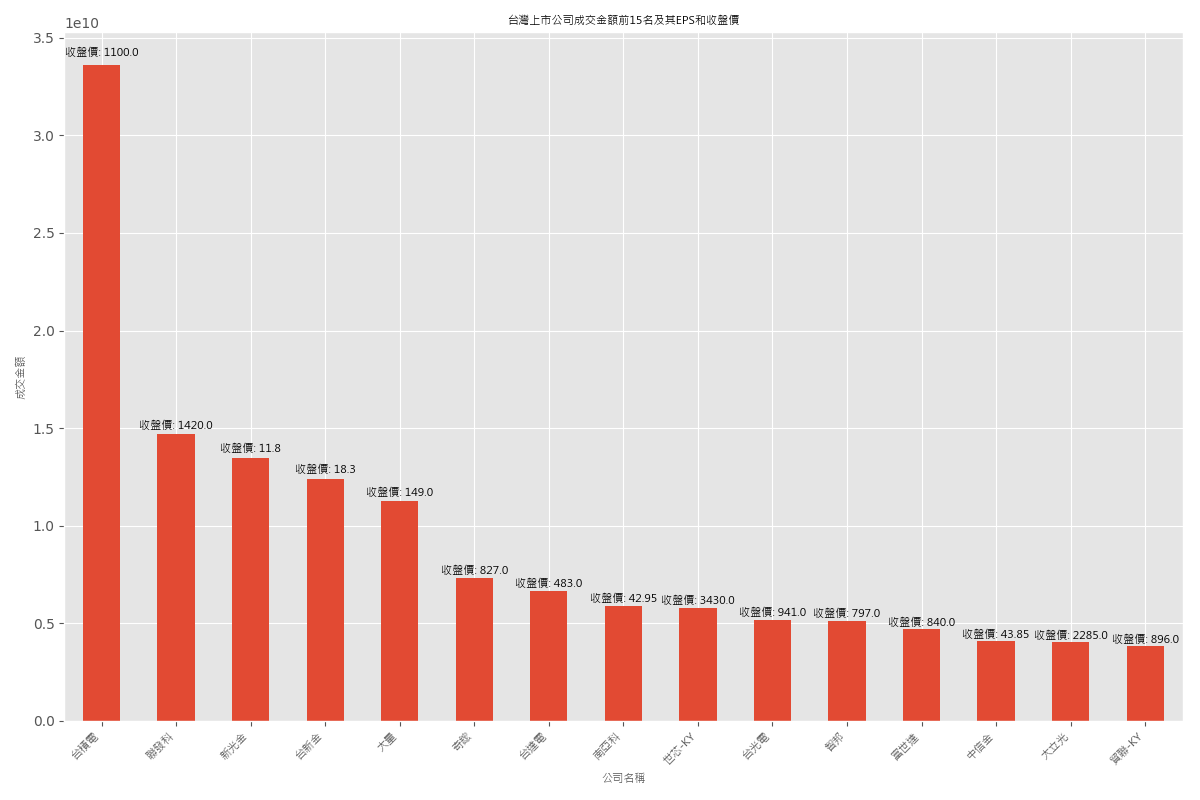 台灣上市公司成交金額前15名及其EPS和收盤價
1e10
3.5
3.0
2.5
2.0
1.5
1.0
0.5
0.0
成交金額
收盤價: 1100.0
收盤價: 1420.0
收盤價: 11.8
收盤價: 18.3
收盤價: 149.0
收盤價: 827.0
收盤價: 483.0
收盤價: 42.95
收盤價: 3430.0
收盤價: 941.0
收盤價: 797.0
收盤價: 840.0
收盤價: 43.85
收盤價: 2285.0
收盤價: 896.0
台積電
聯發科
新光金
台新金
大量
奇鋐
台達電
南亞科
世芯-KY
台光電
智邦
富世達
中信金
大立光
貿聯-KY
公司名稱